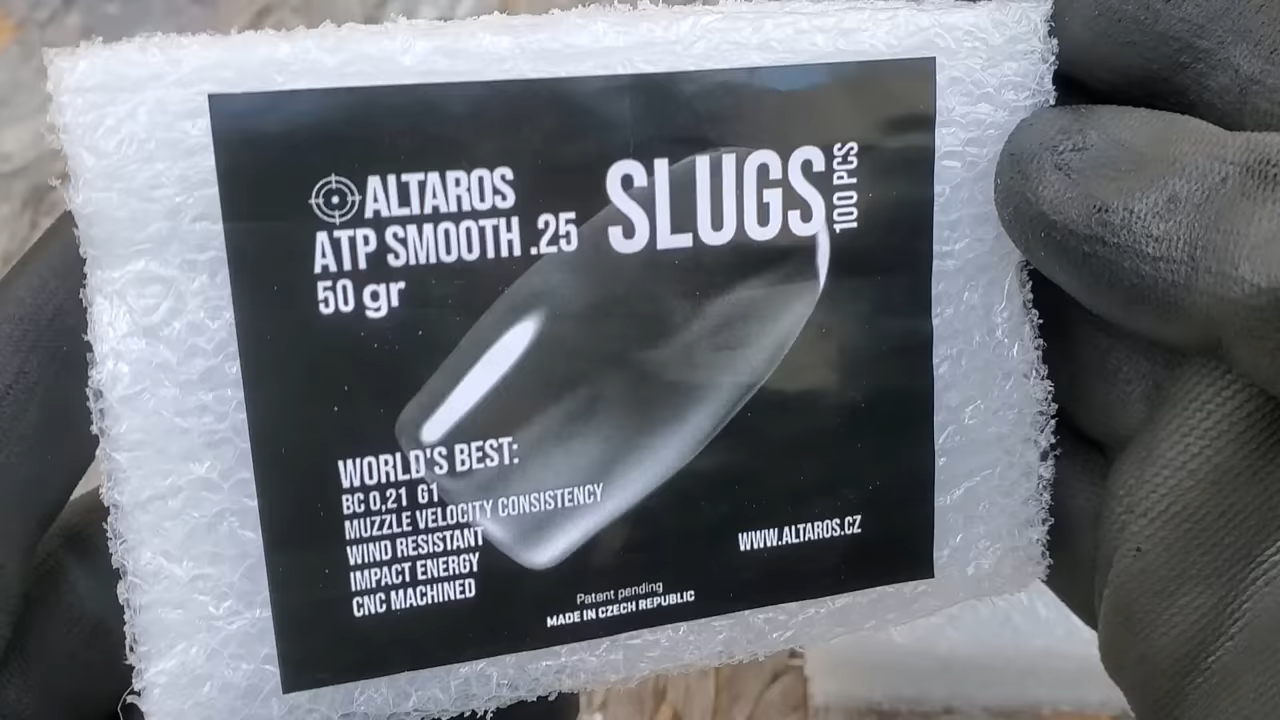 ALTAROS
ATP SMOOTH .25
50 gr
SLUGS
100 PCS
WORLD'S BEST:
BC 0,21 G1
MUZZLE VELOCITY CONSISTENCY
WIND RESISTANT
IMPACT ENERGY
CNC MACHINED
WWW.ALTAROS.CZ
Patent pending
MADE IN CZECH REPUBLIC